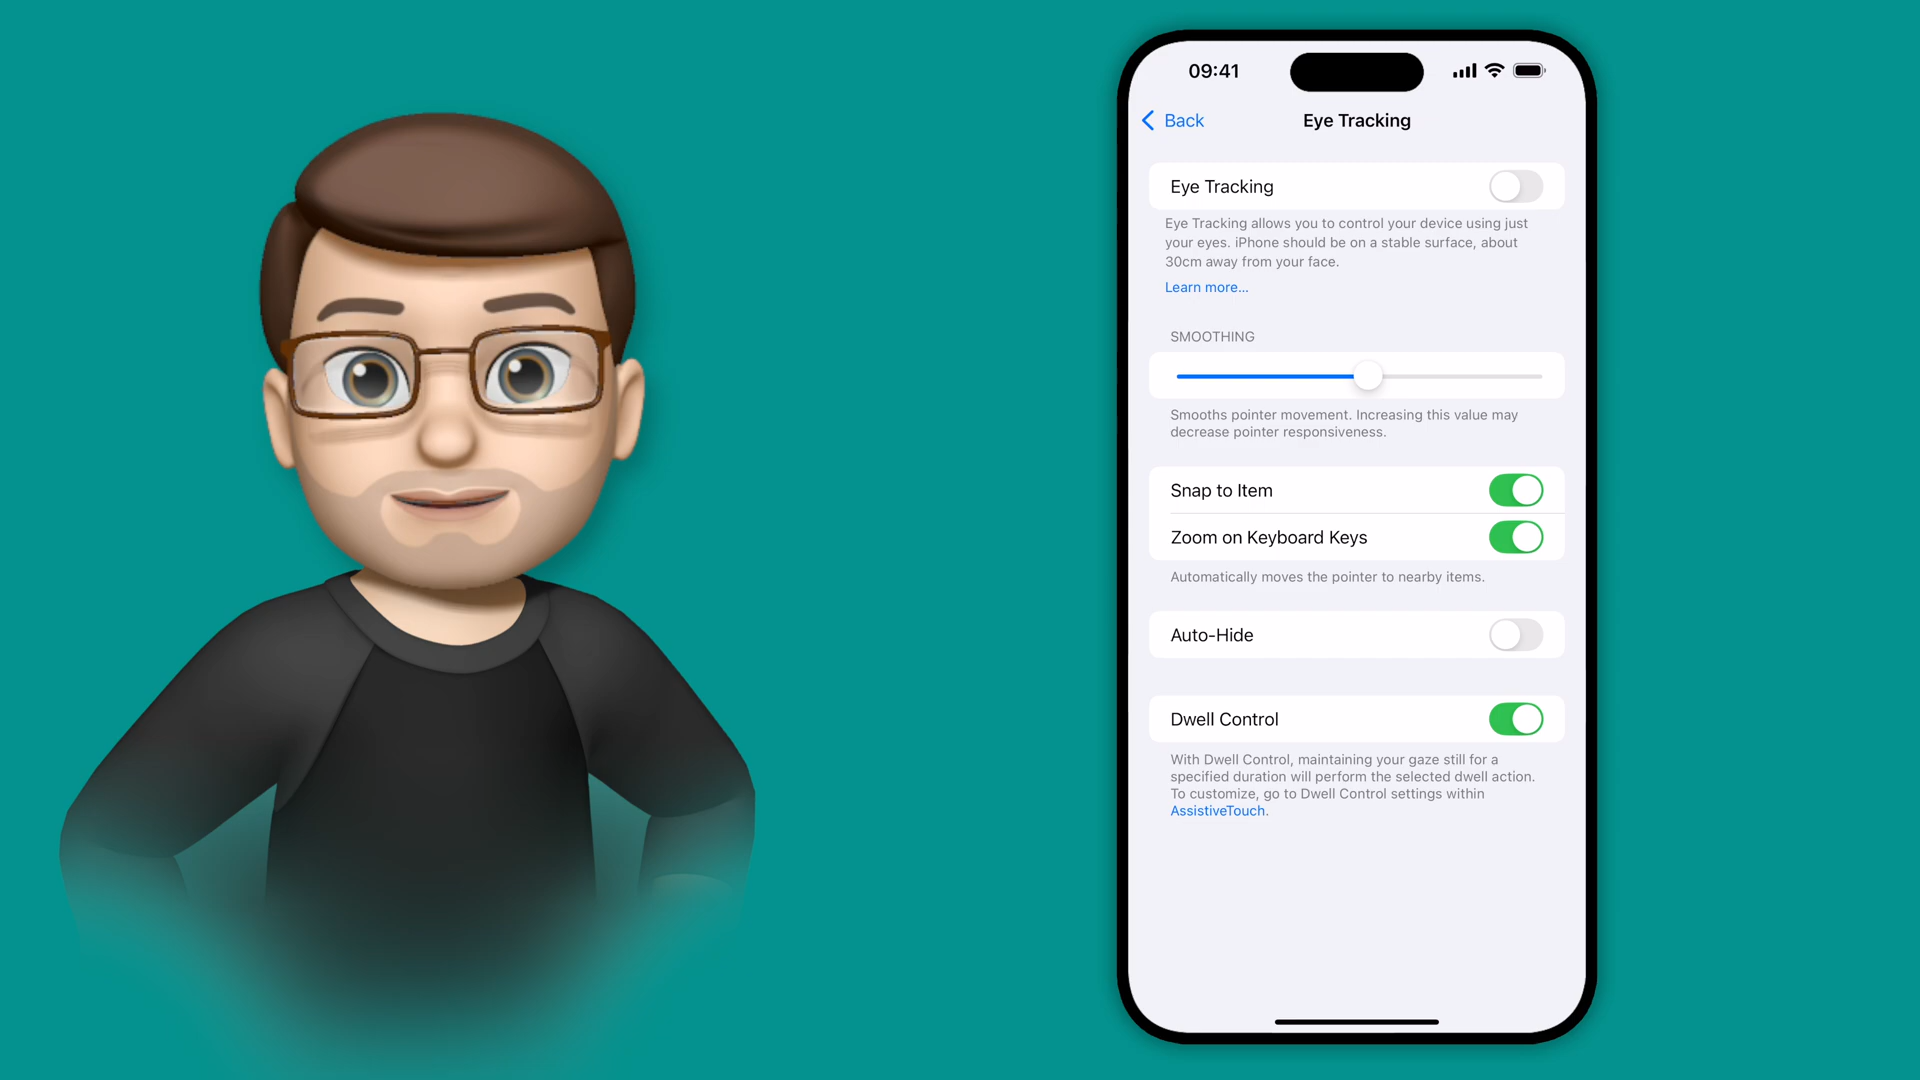 09:41
Back
Eye Tracking
Eye Tracking
Eye Tracking allows you to control your device using just
your eyes. iPhone should be on a stable surface, about
30cm away from your face.
Learn more...
SMOOTHING
Smooths pointer movement. Increasing this value may
decrease pointer responsiveness.
Snap to Item
Zoom on Keyboard Keys
Automatically moves the pointer to nearby items.
Auto-Hide
Dwell Control
With Dwell Control, maintaining your gaze still for a
specified duration will perform the selected dwell action.
To customize, go to Dwell Control settings within
AssistiveTouch.